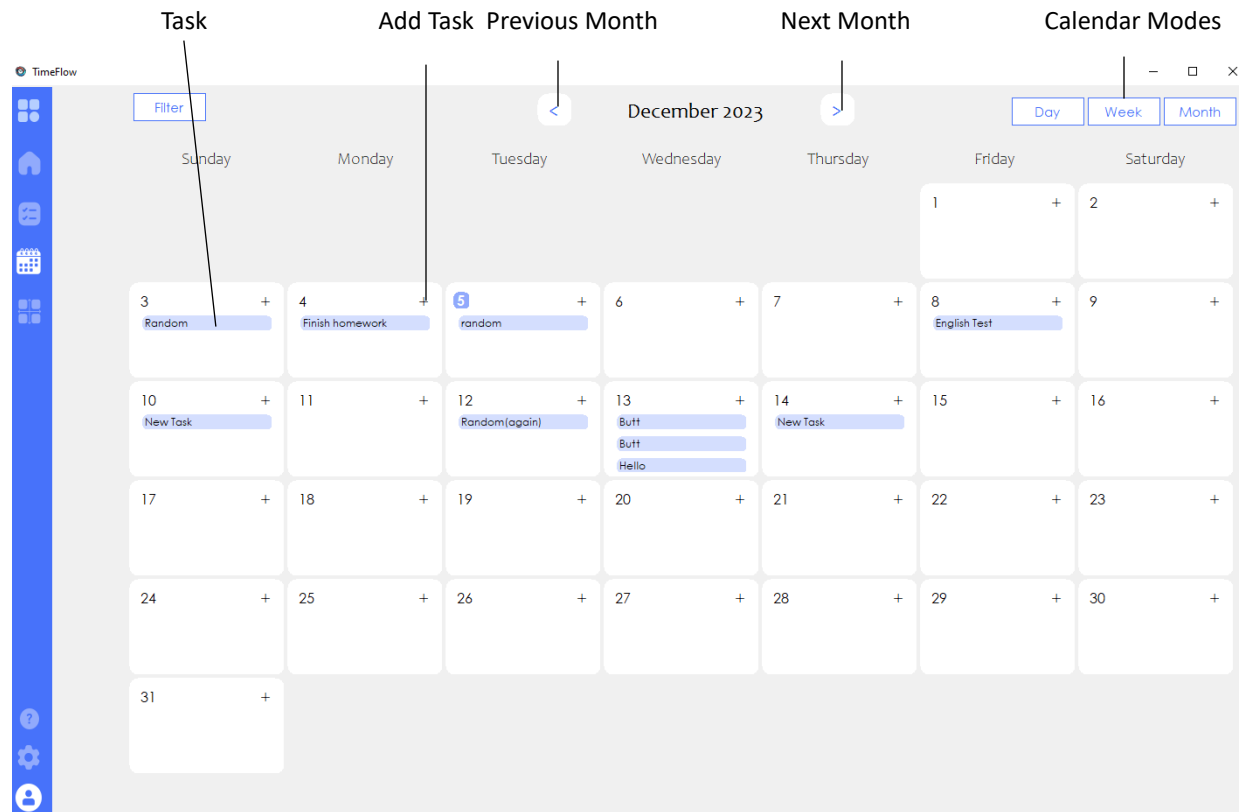 Task Add Task Previous Month Next Month Calendar Modes
TimeFlow
Filter < December 2023 > Day Week Month
Sunday Monday Tuesday Wednesday Thursday Friday Saturday
1 + 2 +
3 + 4 + 5 + 6 + 7 + 8 + 9 +
Random Finish homework random English Test
10 + 11 + 12 + 13 + 14 + 15 + 16 +
New Task Random(again) Butt New Task
Butt
Hello
17 + 18 + 19 + 20 + 21 + 22 + 23 +
24 + 25 + 26 + 27 + 28 + 29 + 30 +
31 +
?